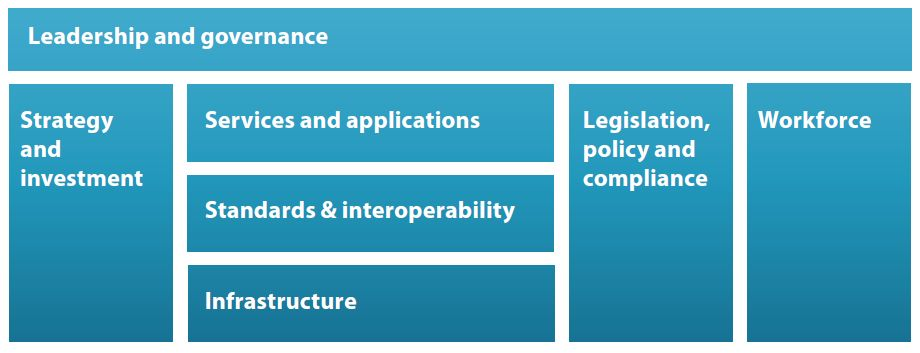 Leadership and governance
Strategy
and
investment
Services and applications
Standards & interoperability
Infrastructure
Legislation,
policy and
compliance
Workforce